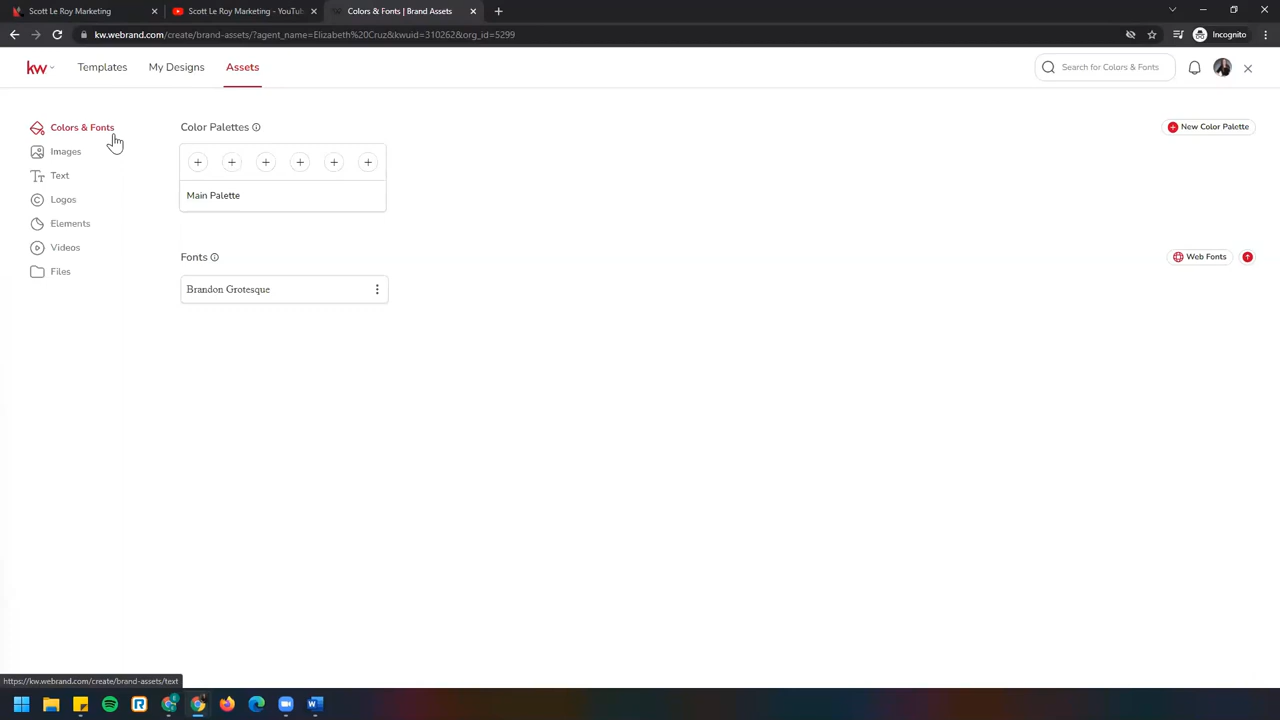 Scott Le Roy Marketing
Scott Le Roy Marketing - YouTube
Colors & Fonts | Brand Assets
kw.webrand.com/create/brand-assets/?agent_name=Elizabeth%20Cruz&kwuid=310262&org_id=5299
Incognito
kw
Templates
My Designs
Assets
Search for Colors & Fonts
Colors & Fonts
Images
Text
Logos
Elements
Videos
Files
Color Palettes
New Color Palette
Main Palette
Fonts
Web Fonts
Brandon Grotesque
https://kw.webrand.com/create/brand-assets/text